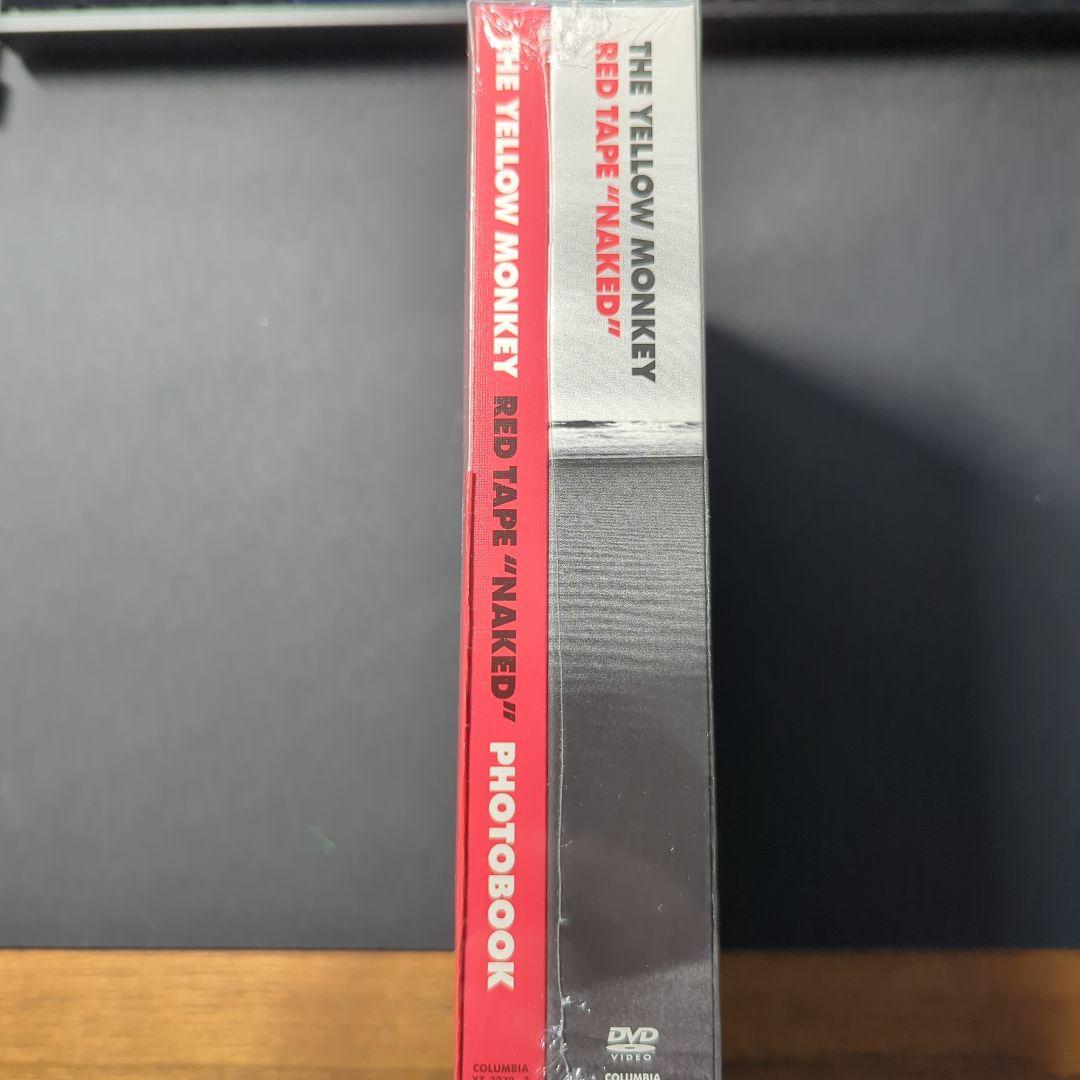 THE YELLOW MONKEY RED TAPE “NAKED” PHOTOBOOK
COLUMBIA
THE YELLOW MONKEY
RED TAPE “NAKED”
DVD
VIDEO
COLUMBIA